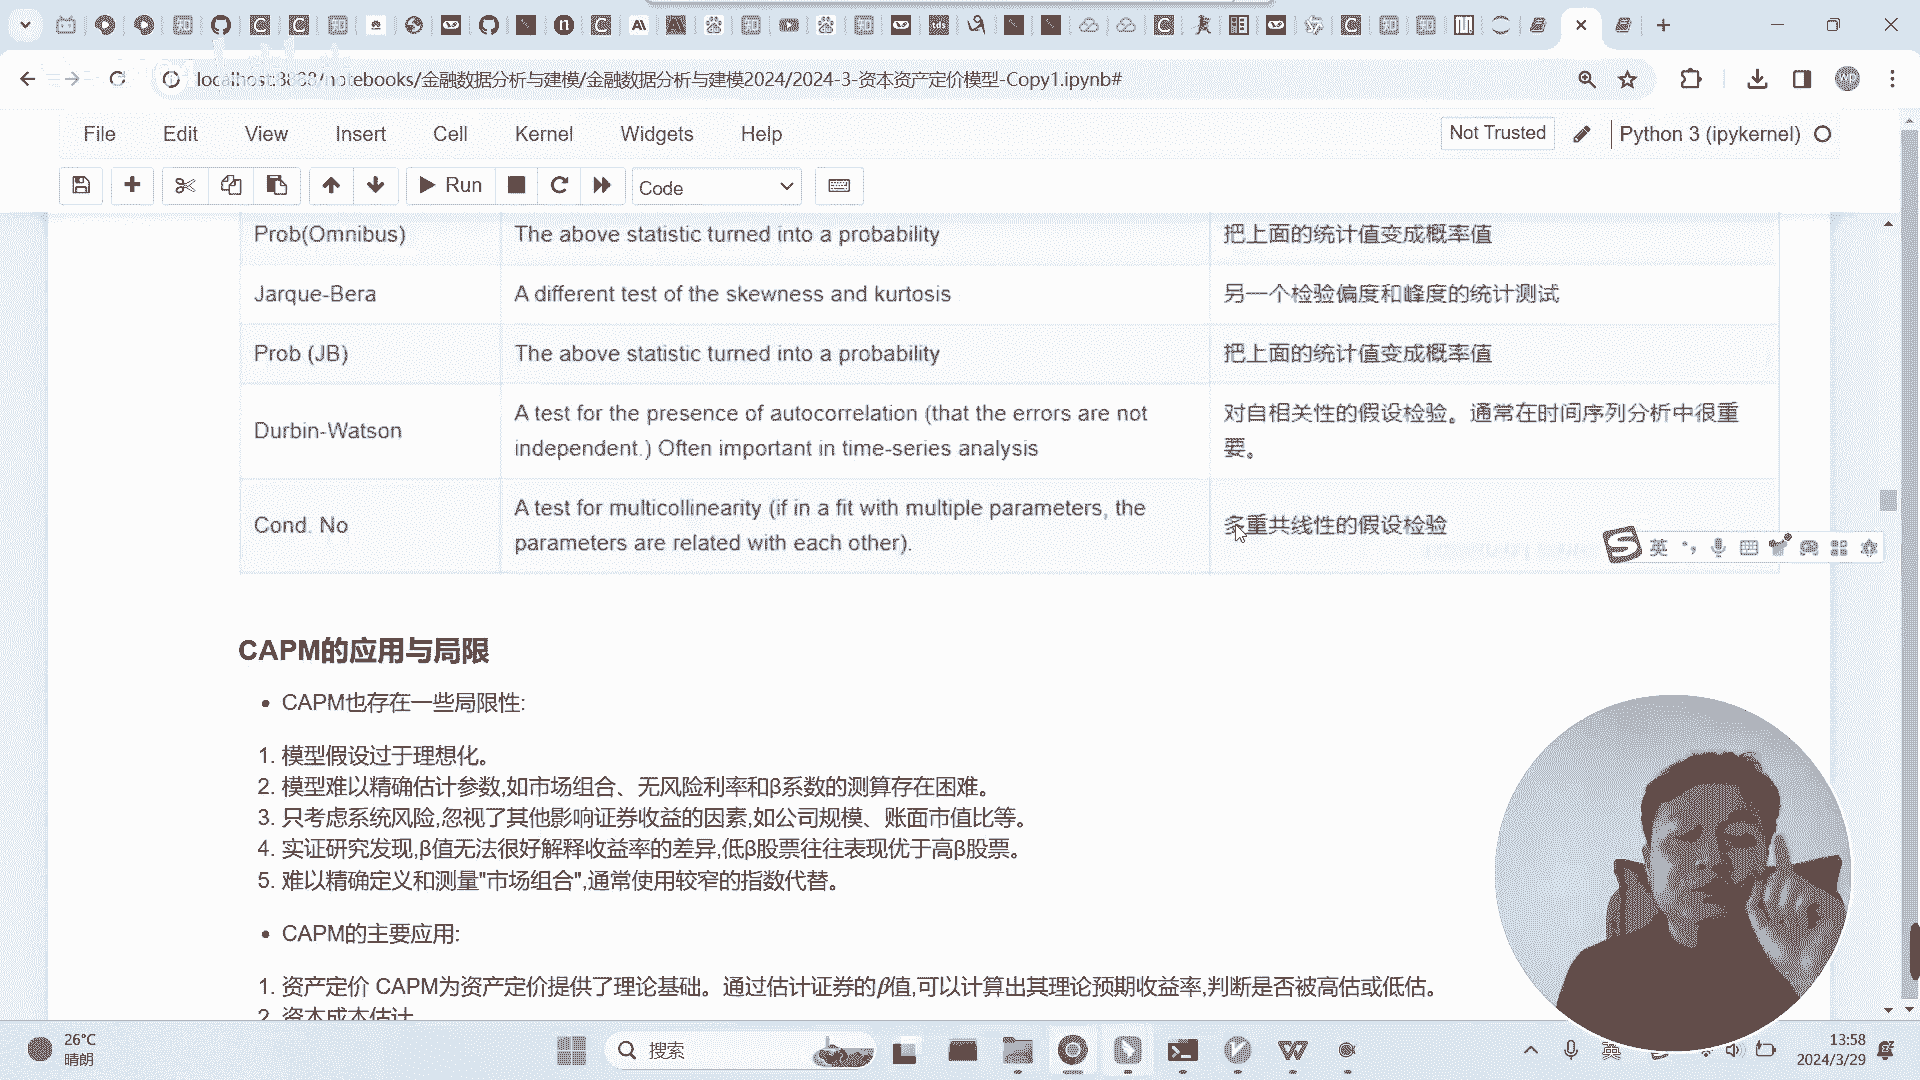 localhost:8888/notebooks/金融数据分析与建模/金融数据分析与建模2024/2024-3-资本资产定价模型-Copy1.ipynb#
File Edit View Insert Cell Kernel Widgets Help Not Trusted Python 3 (ipykernel)
Run Code
Prob(Omnibus) The above statistic turned into a probability 把上面的统计值变成概率值
Jarque-Bera A different test of the skewness and kurtosis 另一个检验偏度和峰度的统计测试
Prob (JB) The above statistic turned into a probability 把上面的统计值变成概率值
Durbin-Watson A test for the presence of autocorrelation (that the errors are not independent.) Often important in time-series analysis 对自相关性的假设检验。通常在时间序列分析中很重要。
Cond. No A test for multicollinearity (if in a fit with multiple parameters, the parameters are related with each other). 多重共线性的假设检验
英
CAPM的应用与局限
• CAPM也存在一些局限性:
1. 模型假设过于理想化。
2. 模型难以精确估计参数,如市场组合、无风险利率和β系数的测算存在困难。
3. 只考虑系统风险,忽视了其他影响证券收益的因素,如公司规模、账面市值比等。
4. 实证研究发现,β值无法很好解释收益率的差异,低β股票往往表现优于高β股票。
5. 难以精确定义和测量"市场组合",通常使用较窄的指数代替。
• CAPM的主要应用:
1. 资产定价 CAPM为资产定价提供了理论基础。通过估计证券的β值,可以计算出其理论预期收益率,判断是否被高估或低估。
2. 资本成本估计
26°C
晴朗
搜索
英
13:58
2024/3/29